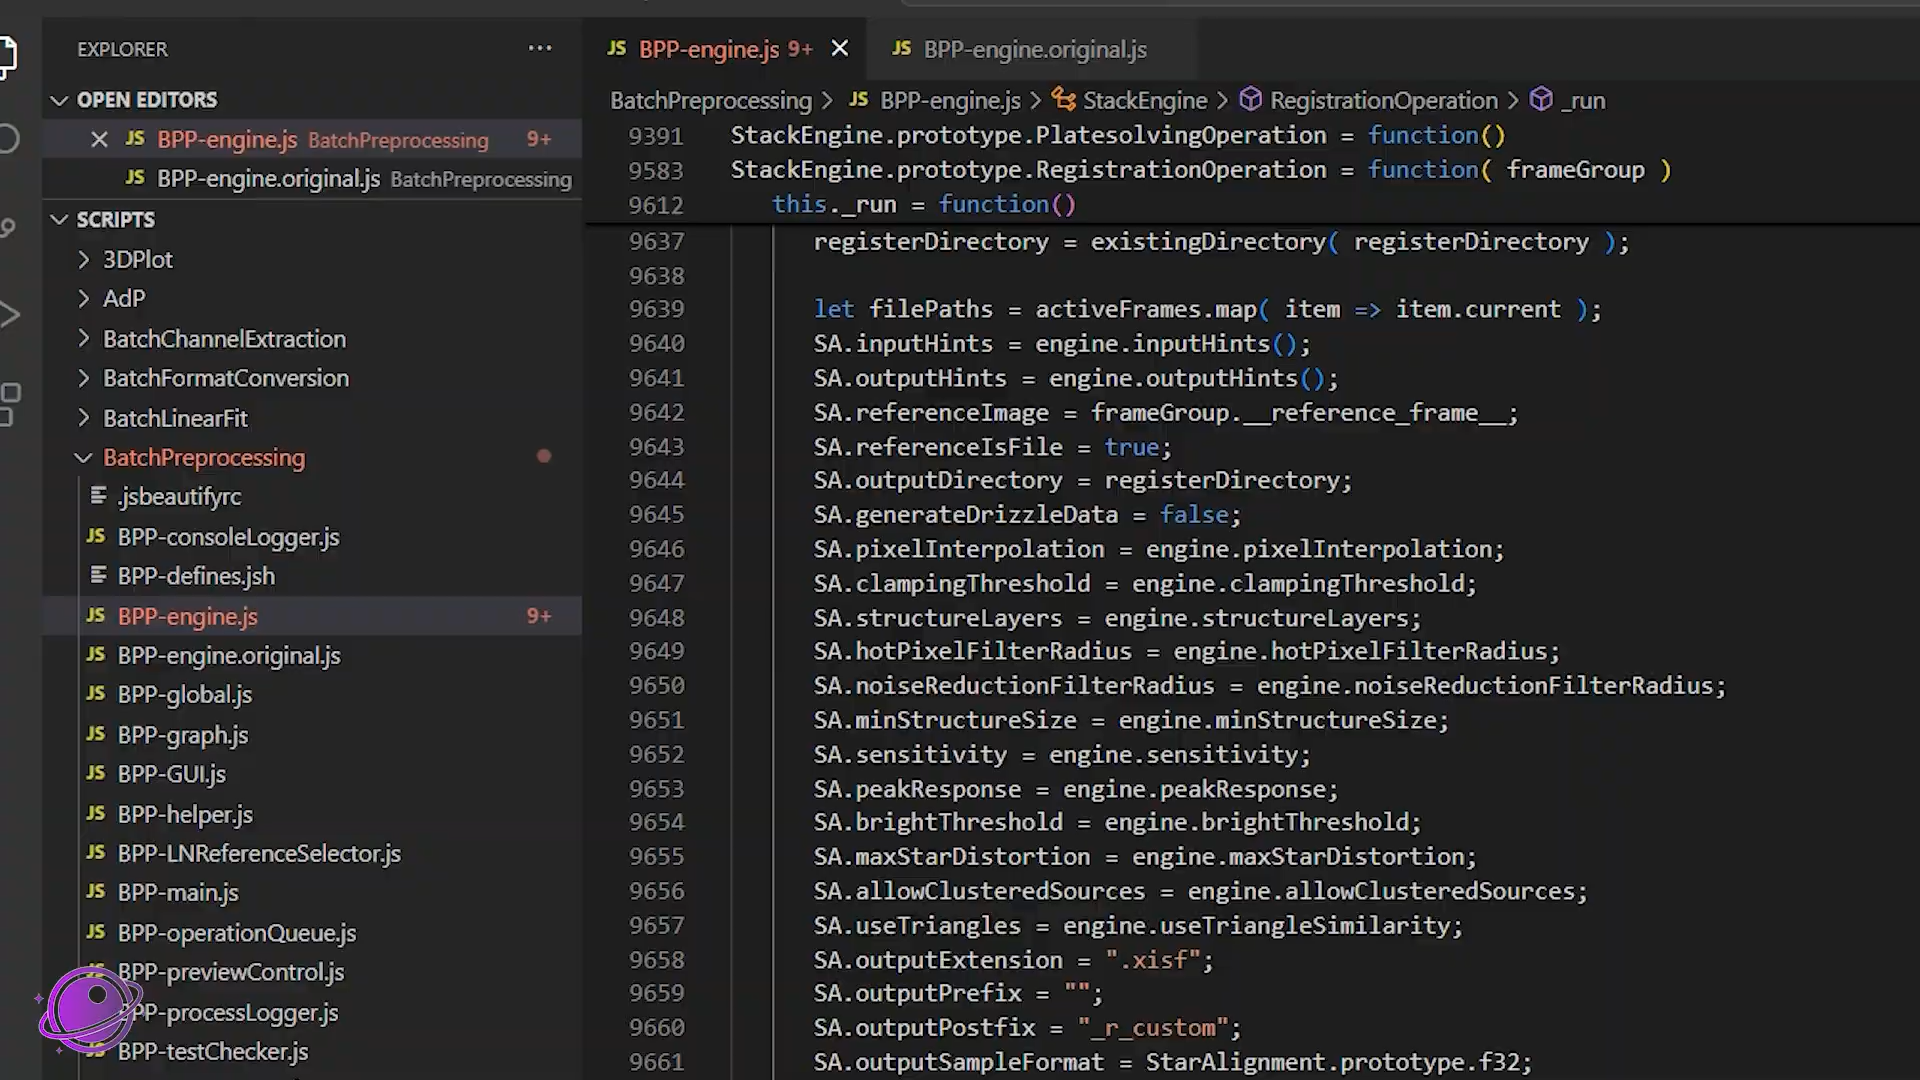 EXPLORER
OPEN EDITORS
JS BPP-engine.js BatchPreprocessing 9+
JS BPP-engine.original.js BatchPreprocessing
SCRIPTS
3DPlot
AdP
BatchChannelExtraction
BatchFormatConversion
BatchLinearFit
BatchPreprocessing
.jsbeautifyrc
JS BPP-consoleLogger.js
BPP-defines.jsh
JS BPP-engine.js 9+
JS BPP-engine.original.js
JS BPP-global.js
JS BPP-graph.js
JS BPP-GUI.js
JS BPP-helper.js
JS BPP-LNReferenceSelector.js
JS BPP-main.js
JS BPP-operationQueue.js
JS BPP-previewControl.js
BPP-processLogger.js
JS BPP-testChecker.js
JS BPP-engine.js 9+
JS BPP-engine.original.js
BatchPreprocessing > JS BPP-engine.js > StackEngine > RegistrationOperation > _run
9391 StackEngine.prototype.PlatesolvingOperation = function()
9583 StackEngine.prototype.RegistrationOperation = function( frameGroup )
9612 this._run = function()
9637 registerDirectory = existingDirectory( registerDirectory );
9638
9639 let filePaths = activeFrames.map( item => item.current );
9640 SA.inputHints = engine.inputHints();
9641 SA.outputHints = engine.outputHints();
9642 SA.referenceImage = frameGroup.__reference_frame__;
9643 SA.referenceIsFile = true;
9644 SA.outputDirectory = registerDirectory;
9645 SA.generateDrizzleData = false;
9646 SA.pixelInterpolation = engine.pixelInterpolation;
9647 SA.clampingThreshold = engine.clampingThreshold;
9648 SA.structureLayers = engine.structureLayers;
9649 SA.hotPixelFilterRadius = engine.hotPixelFilterRadius;
9650 SA.noiseReductionFilterRadius = engine.noiseReductionFilterRadius;
9651 SA.minStructureSize = engine.minStructureSize;
9652 SA.sensitivity = engine.sensitivity;
9653 SA.peakResponse = engine.peakResponse;
9654 SA.brightThreshold = engine.brightThreshold;
9655 SA.maxStarDistortion = engine.maxStarDistortion;
9656 SA.allowClusteredSources = engine.allowClusteredSources;
9657 SA.useTriangles = engine.useTriangleSimilarity;
9658 SA.outputExtension = ".xisf";
9659 SA.outputPrefix = "";
9660 SA.outputPostfix = "_r_custom";
9661 SA.outputSampleFormat = StarAlignment.prototype.f32;